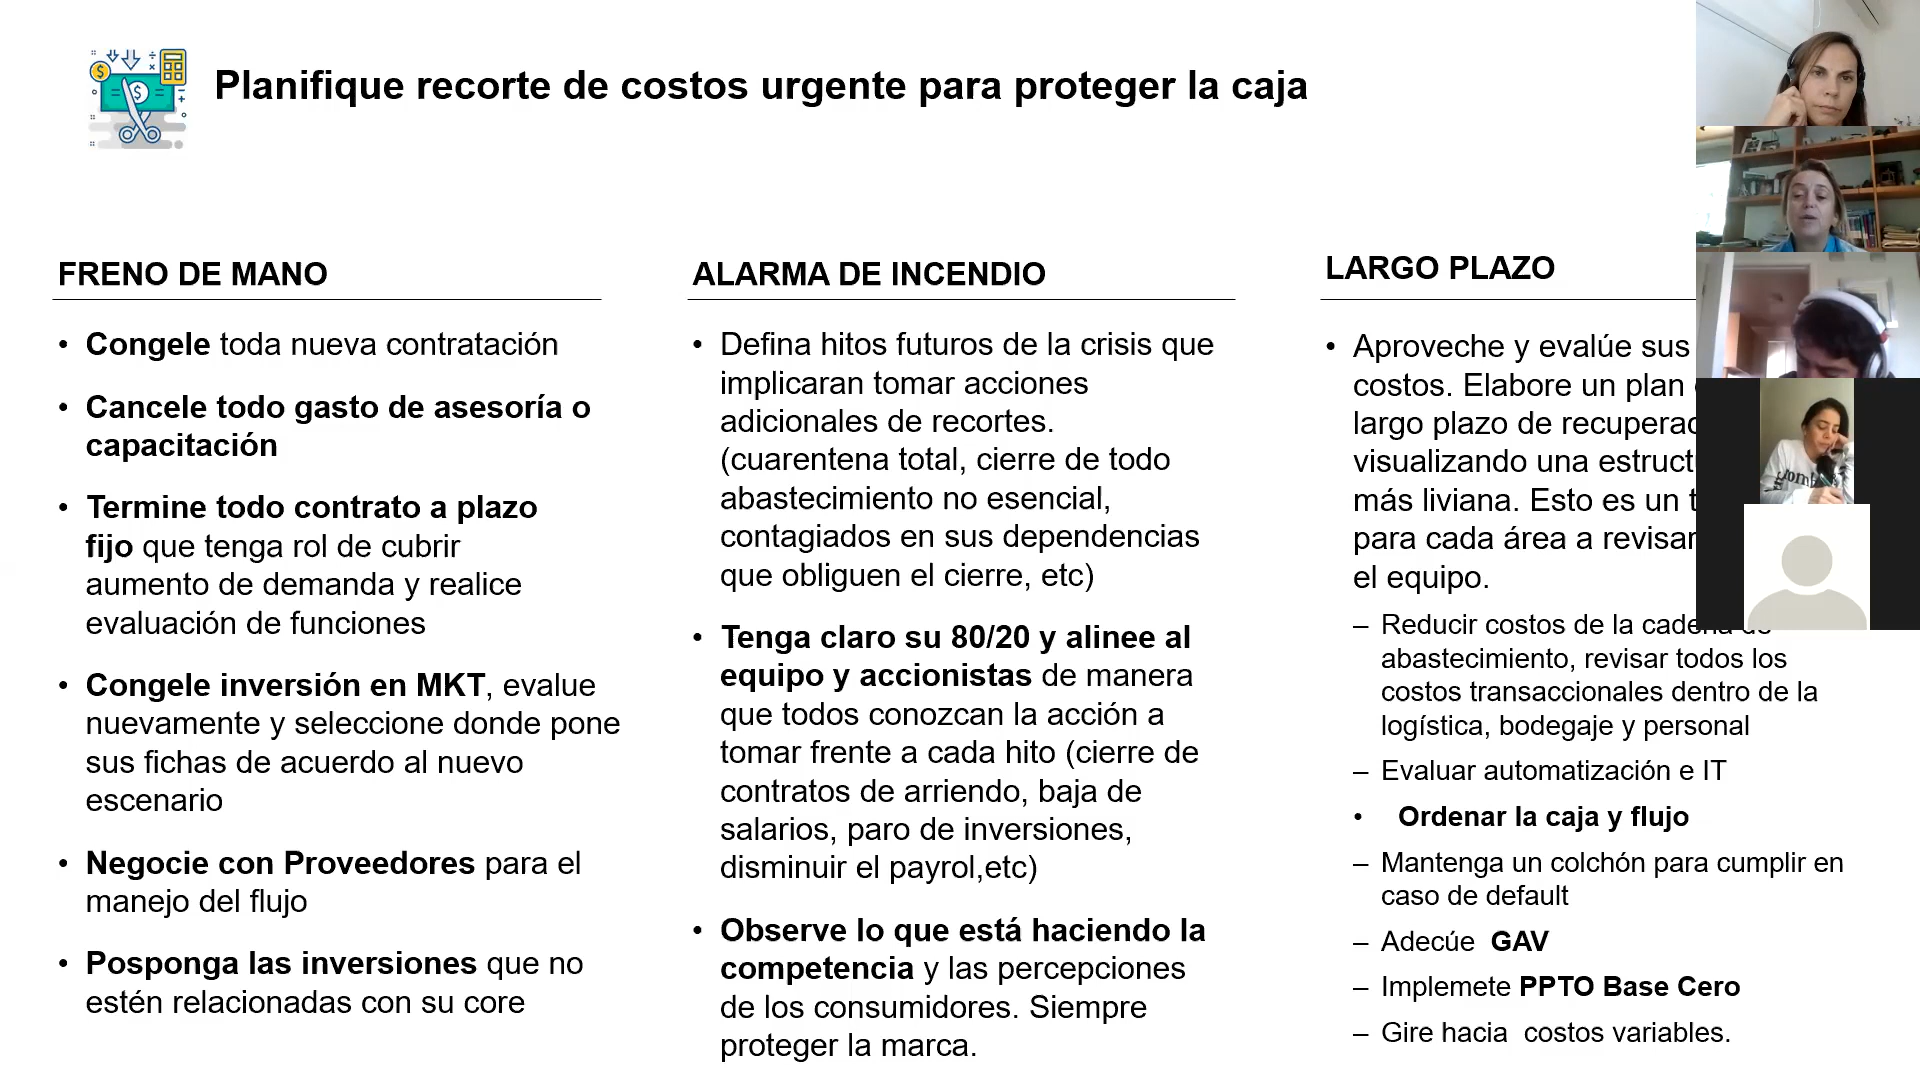 Planifique recorte de costos urgente para proteger la caja
FRENO DE MANO
• Congele toda nueva contratación
• Cancele todo gasto de asesoría o
capacitación
• Termine todo contrato a plazo
fijo que tenga rol de cubrir
aumento de demanda y realice
evaluación de funciones
• Congele inversión en MKT, evalue
nuevamente y seleccione donde pone
sus fichas de acuerdo al nuevo
escenario
• Negocie con Proveedores para el
manejo del flujo
• Posponga las inversiones que no
estén relacionadas con su core
ALARMA DE INCENDIO
• Defina hitos futuros de la crisis que
implicaran tomar acciones
adicionales de recortes.
(cuarentena total, cierre de todo
abastecimiento no esencial,
contagiados en sus dependencias
que obliguen el cierre, etc)
• Tenga claro su 80/20 y alinee al
equipo y accionistas de manera
que todos conozcan la acción a
tomar frente a cada hito (cierre de
contratos de arriendo, baja de
salarios, paro de inversiones,
disminuir el payrol,etc)
• Observe lo que está haciendo la
competencia y las percepciones
de los consumidores. Siempre
proteger la marca.
LARGO PLAZO
• Aproveche y evalúe sus
costos. Elabore un plan
largo plazo de
visualizando una
más liviana. Esto es un
para cada área a revisar
el equipo.
– Reducir costos de la cadena de
abastecimiento, revisar todos los
costos transaccionales dentro de la
logística, bodegaje y personal
– Evaluar automatización e IT
• Ordenar la caja y flujo
– Mantenga un colchón para cumplir en
caso de default
– Adecúe GAV
– Implemete PPTO Base Cero
– Gire hacia costos variables.